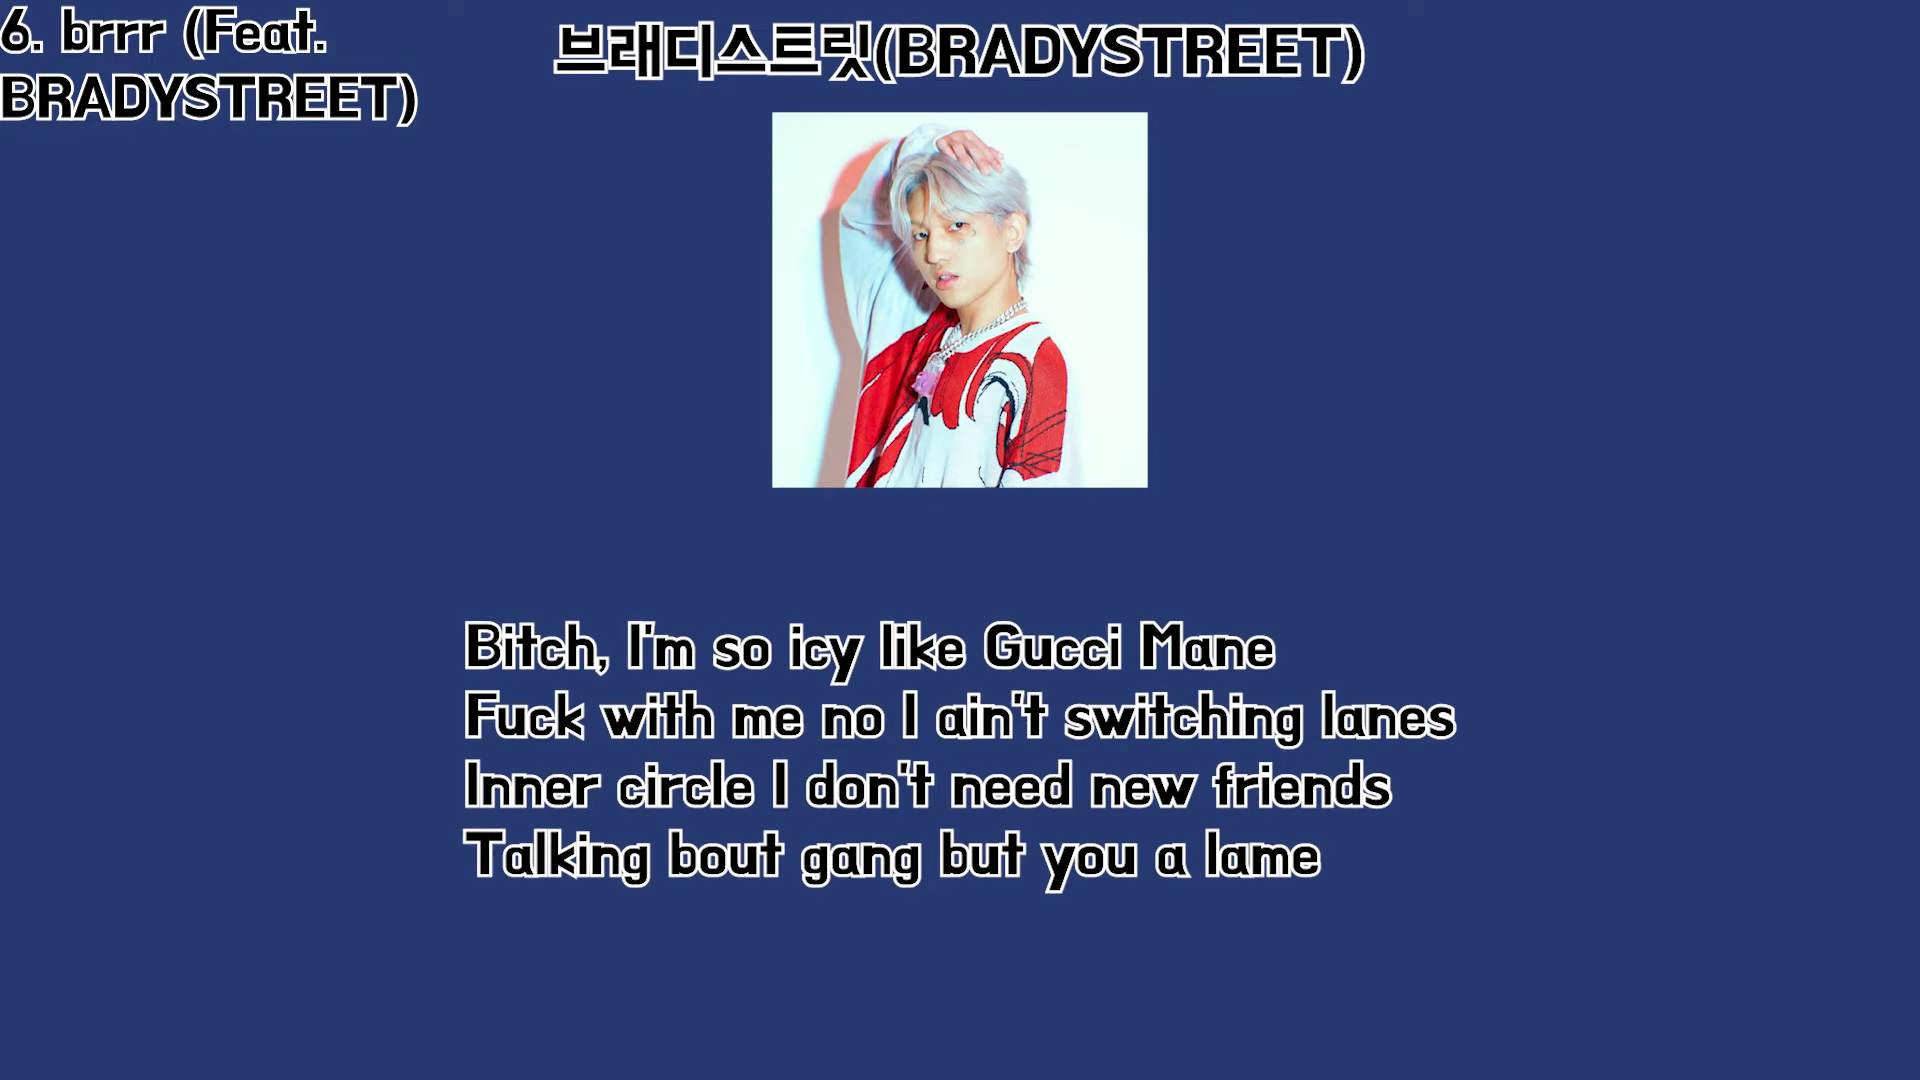 6. brrr (Feat.
BRADYSTREET)
브래디스트릿(BRADYSTREET)
Bitch, I'm so icy like Gucci Mane
Fuck with me no I ain't switching lanes
Inner circle I don't need new friends
Talking bout gang but you a lame